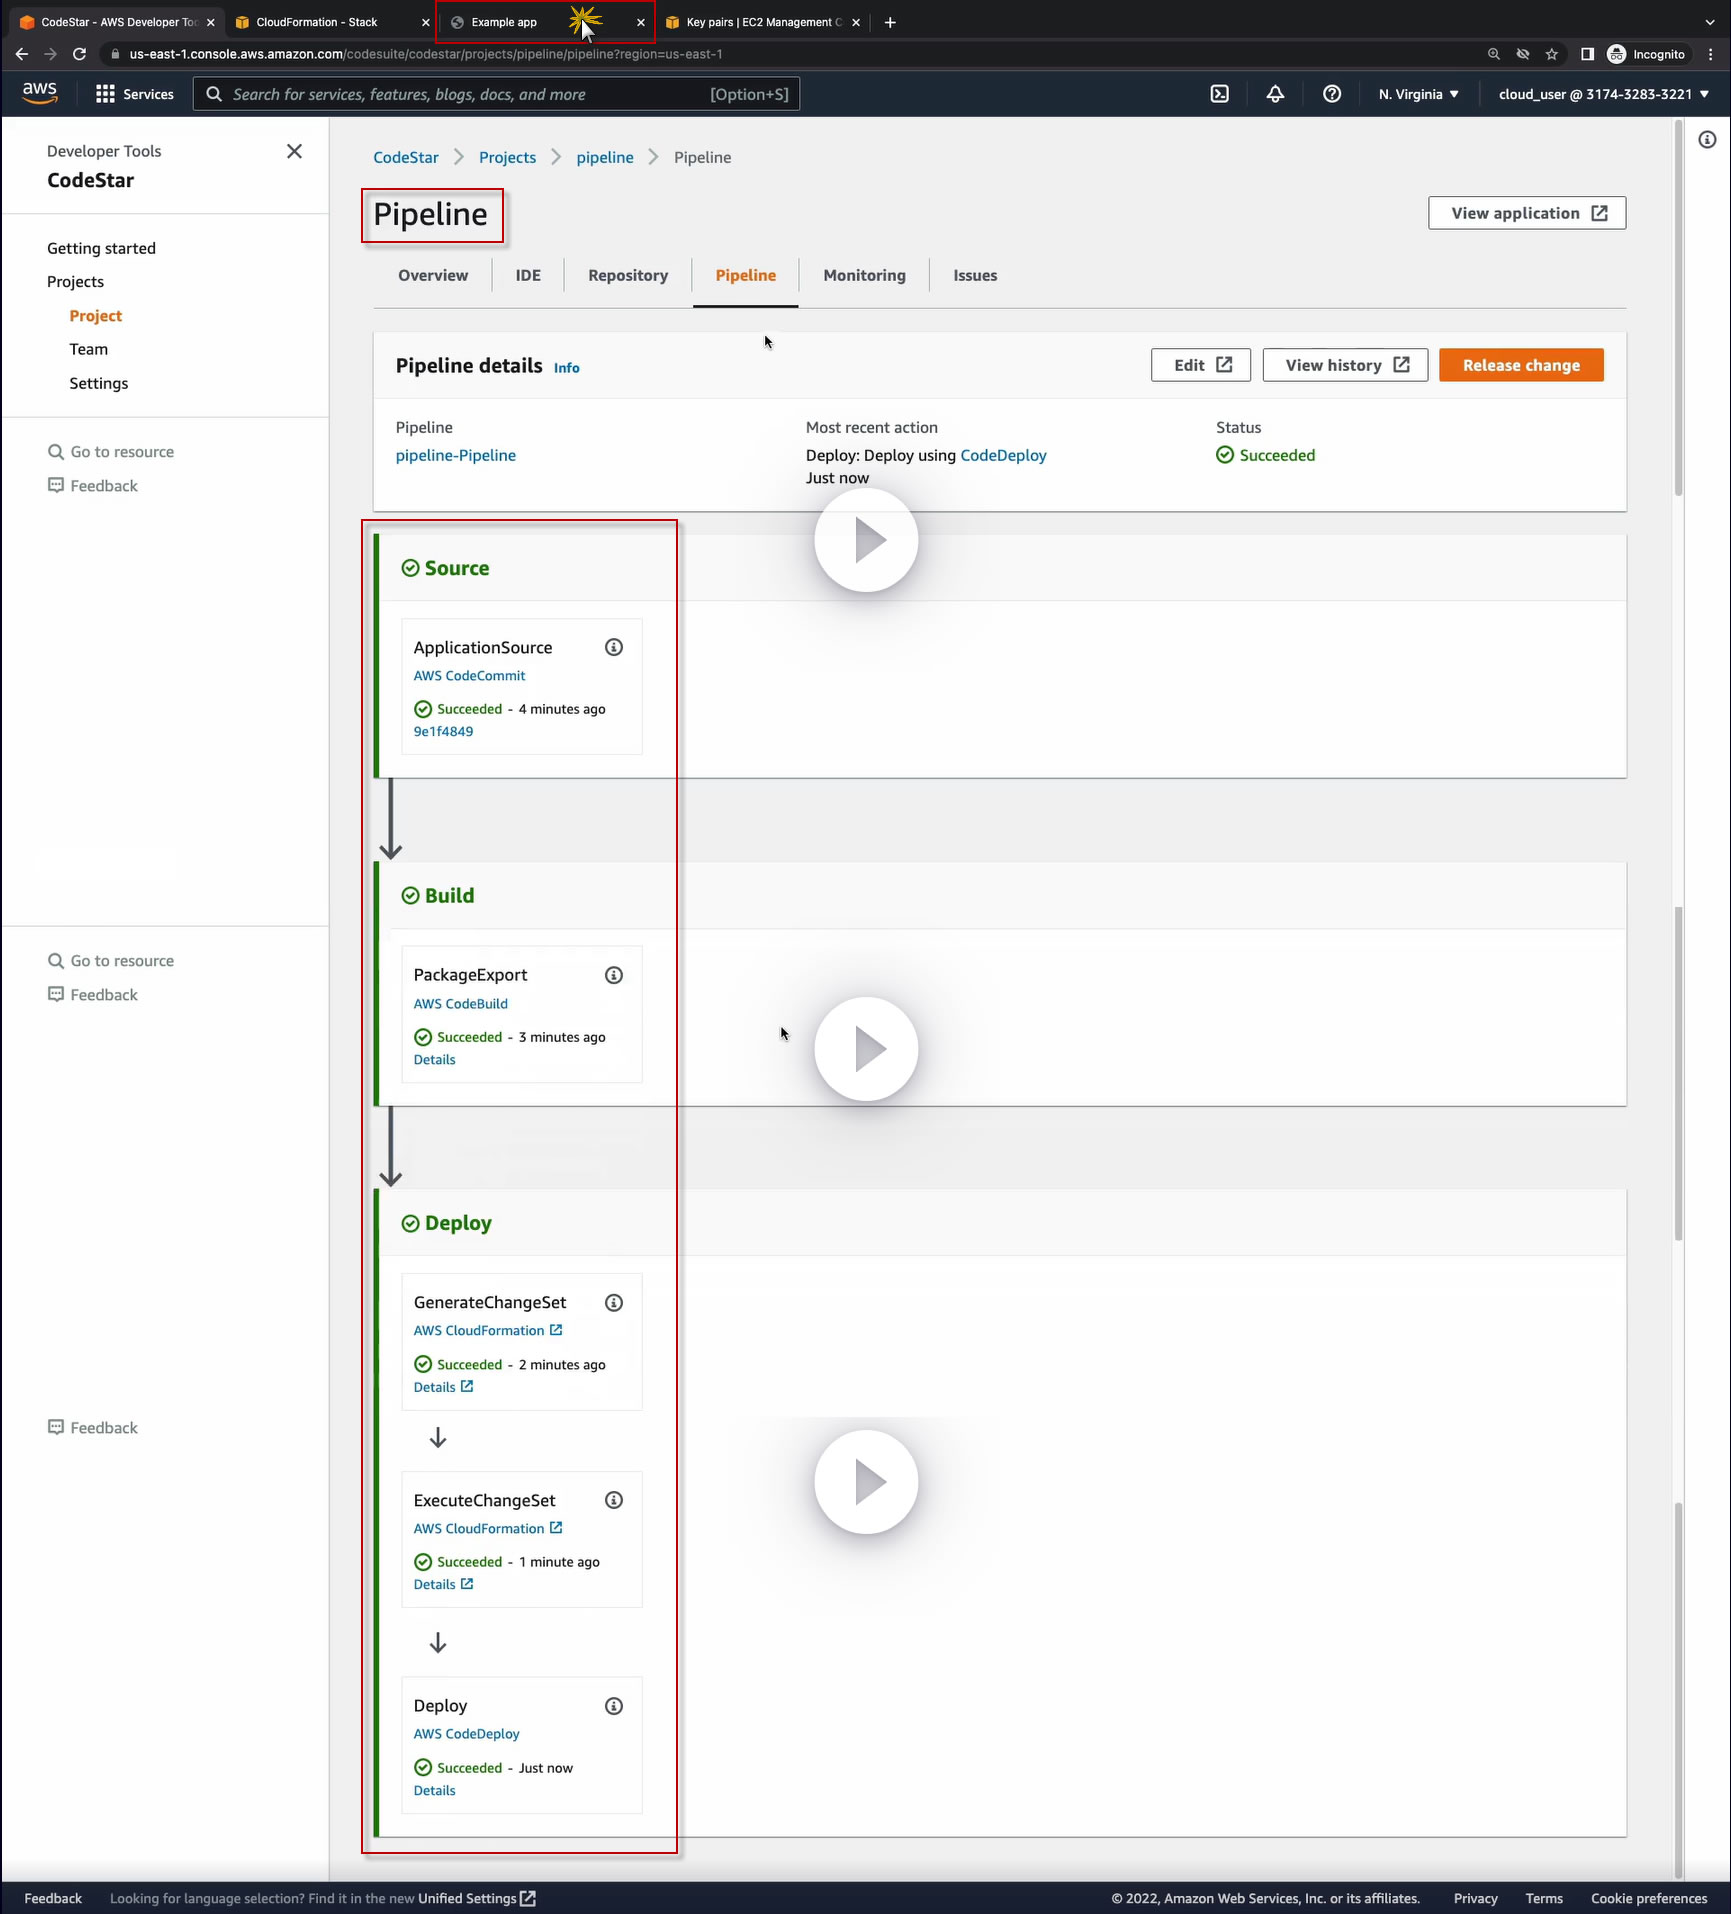 CodeStar - AWS Developer Too
CloudFormation - Stack
Example app
Key pairs | EC2 Management C
us-east-1.console.aws.amazon.com/codesuite/codestar/projects/pipeline/pipeline?region=us-east-1
Incognito
aws
Services
Search for services, features, blogs, docs, and more
[Option+S]
N. Virginia
cloud_user @ 3174-3283-3221
Developer Tools
CodeStar
Getting started
Projects
Project
Team
Settings
Go to resource
Feedback
Go to resource
Feedback
Feedback
CodeStar
Projects
pipeline
Pipeline
Pipeline
View application
Overview
IDE
Repository
Pipeline
Monitoring
Issues
Pipeline details Info
Edit
View history
Release change
Pipeline
pipeline-Pipeline
Most recent action
Deploy: Deploy using CodeDeploy
Just now
Status
Succeeded
Source
ApplicationSource
AWS CodeCommit
Succeeded - 4 minutes ago
9e1f4849
Build
PackageExport
AWS CodeBuild
Succeeded - 3 minutes ago
Details
Deploy
GenerateChangeSet
AWS CloudFormation
Succeeded - 2 minutes ago
Details
ExecuteChangeSet
AWS CloudFormation
Succeeded - 1 minute ago
Details
Deploy
AWS CodeDeploy
Succeeded - Just now
Details
Feedback
Looking for language selection? Find it in the new Unified Settings
© 2022, Amazon Web Services, Inc. or its affiliates.
Privacy
Terms
Cookie preferences